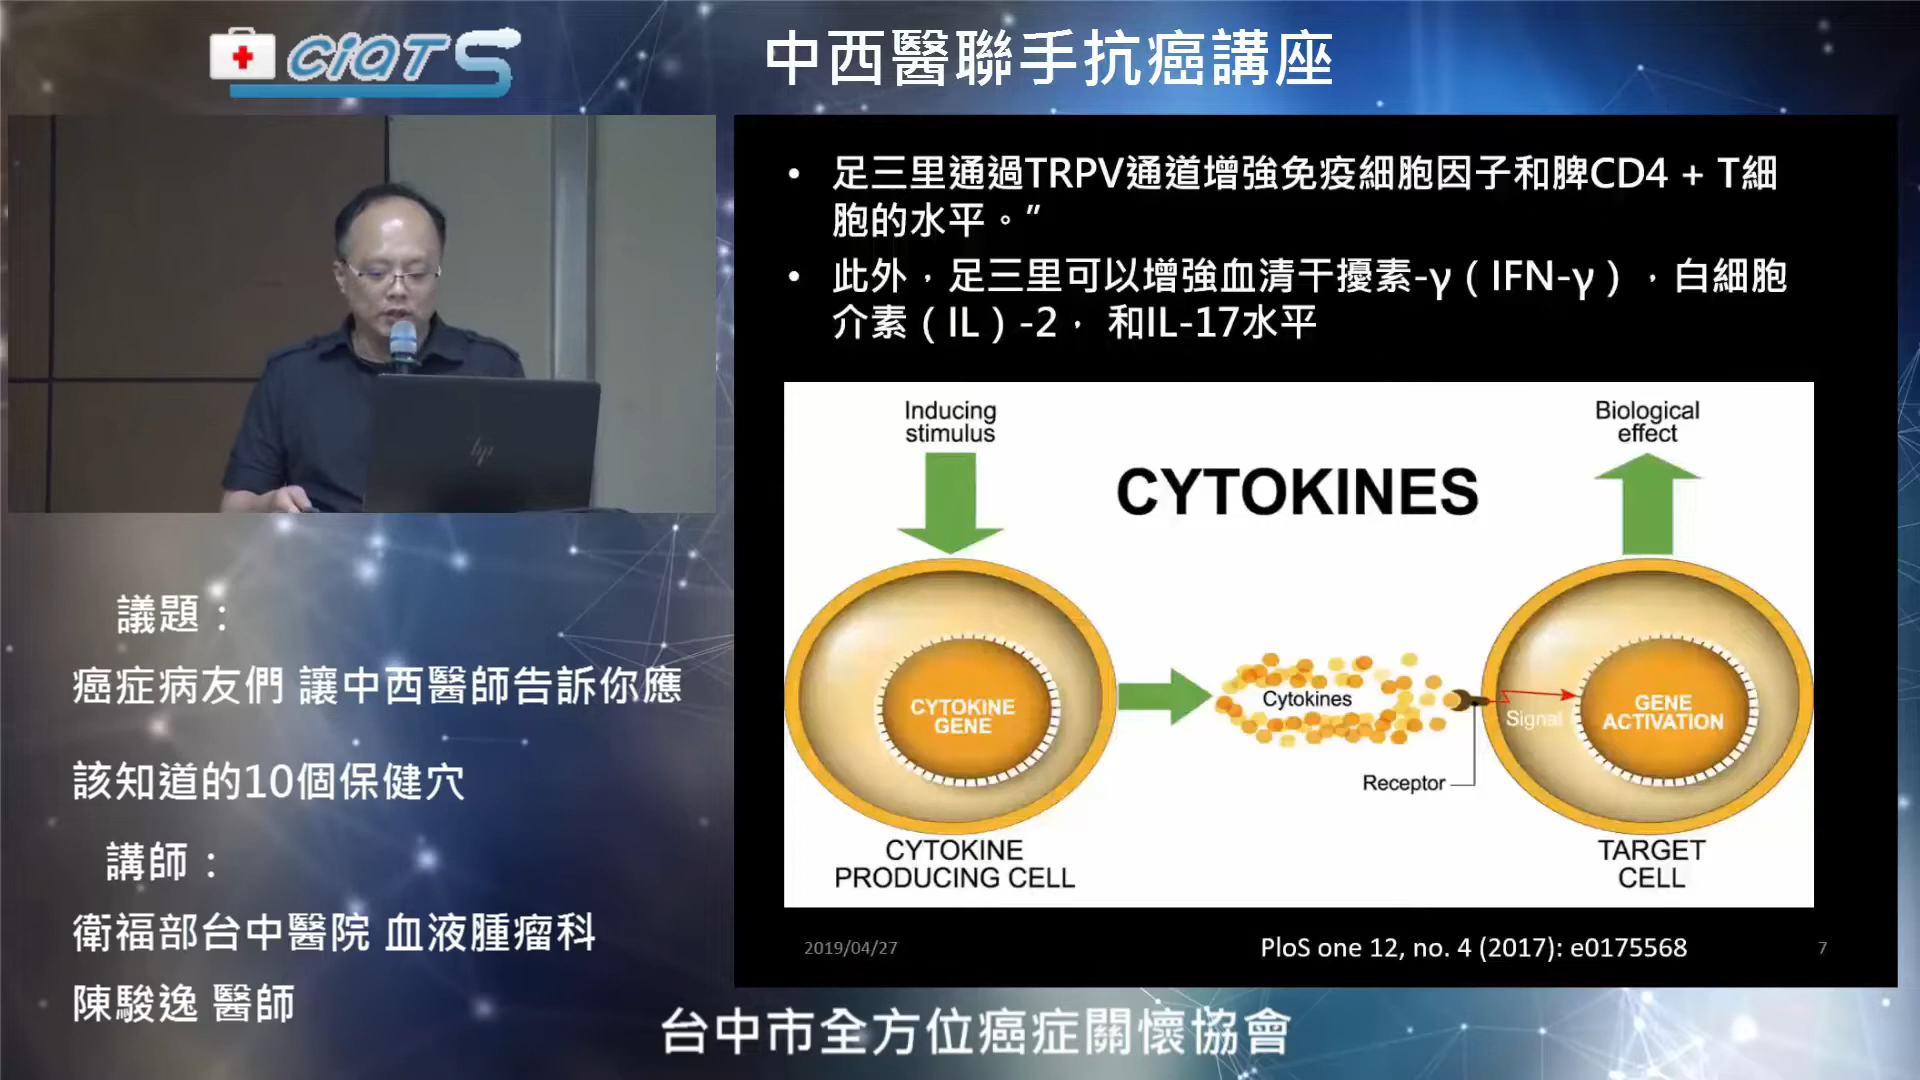 CiQTS
中西醫聯手抗癌講座
• 足三里通過TRPV通道增強免疫細胞因子和脾CD4 + T細
胞的水平。”
• 此外，足三里可以增強血清干擾素-γ（IFN-γ），白細胞
介素（IL）-2， 和IL-17水平
Inducing
stimulus
Biological
effect
CYTOKINES
CYTOKINE
GENE
Cytokines
Signal
GENE
ACTIVATION
Receptor
CYTOKINE
PRODUCING CELL
TARGET
CELL
2019/04/27
PloS one 12, no. 4 (2017): e0175568
7
hp
議題：
癌症病友們 讓中西醫師告訴你應
該知道的10個保健穴
講師：
衛福部台中醫院 血液腫瘤科
陳駿逸 醫師
台中市全方位癌症關懷協會